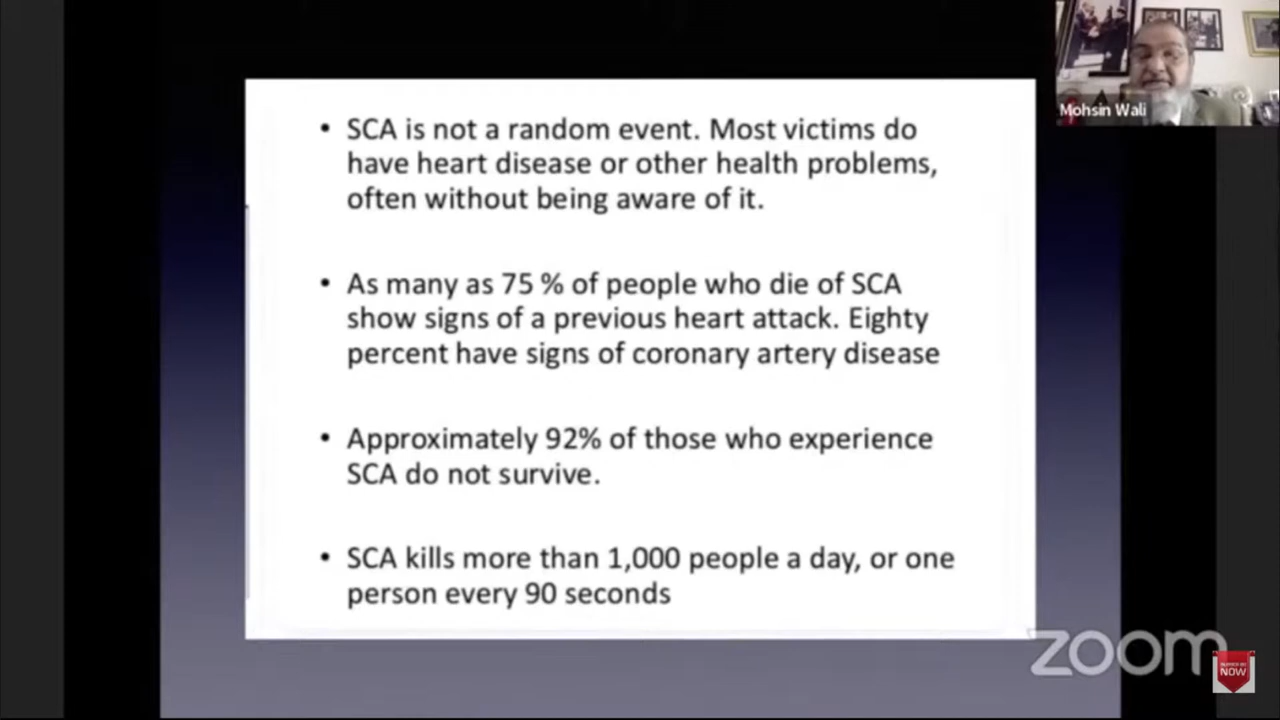 Mohsin Wali
• SCA is not a random event. Most victims do
have heart disease or other health problems,
often without being aware of it.
• As many as 75 % of people who die of SCA
show signs of a previous heart attack. Eighty
percent have signs of coronary artery disease
• Approximately 92% of those who experience
SCA do not survive.
• SCA kills more than 1,000 people a day, or one
person every 90 seconds
zoom
NOW